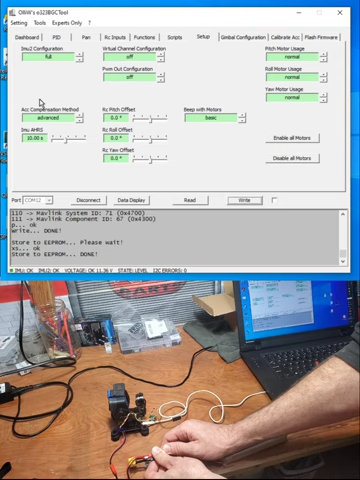 OlliW's o323BGCTool
Setting Tools Experts Only ?
Dashboard PID Pan Rc Inputs Functions Scripts Setup Gimbal Configuration Calibrate Acc Flash Firmware
Imu2 Configuration Virtual Channel Configuration Pitch Motor Usage
full off normal
Pwm Out Configuration Roll Motor Usage
off normal
Yaw Motor Usage
normal
Acc Compensation Method Rc Pitch Offset Beep with Motors
advanced 0.0 ° basic
Imu AHRS Rc Roll Offset
10.00 s 0.0 ° Enable all Motors
Rc Yaw Offset
0.0 ° Disable all Motors
Port COM12 Disconnect Data Display Read Write
110 -> Mavlink System ID: 71 (0x4700)
111 -> Mavlink Component ID: 67 (0x4300)
p... ok
Write... DONE!
Store to EEPROM... Please wait!
xs... ok
Store to EEPROM... DONE!
IMU: OK IMU2: OK VOLTAGE: OK 11.36 V STATE: LEVEL I2C ERRORS: 0